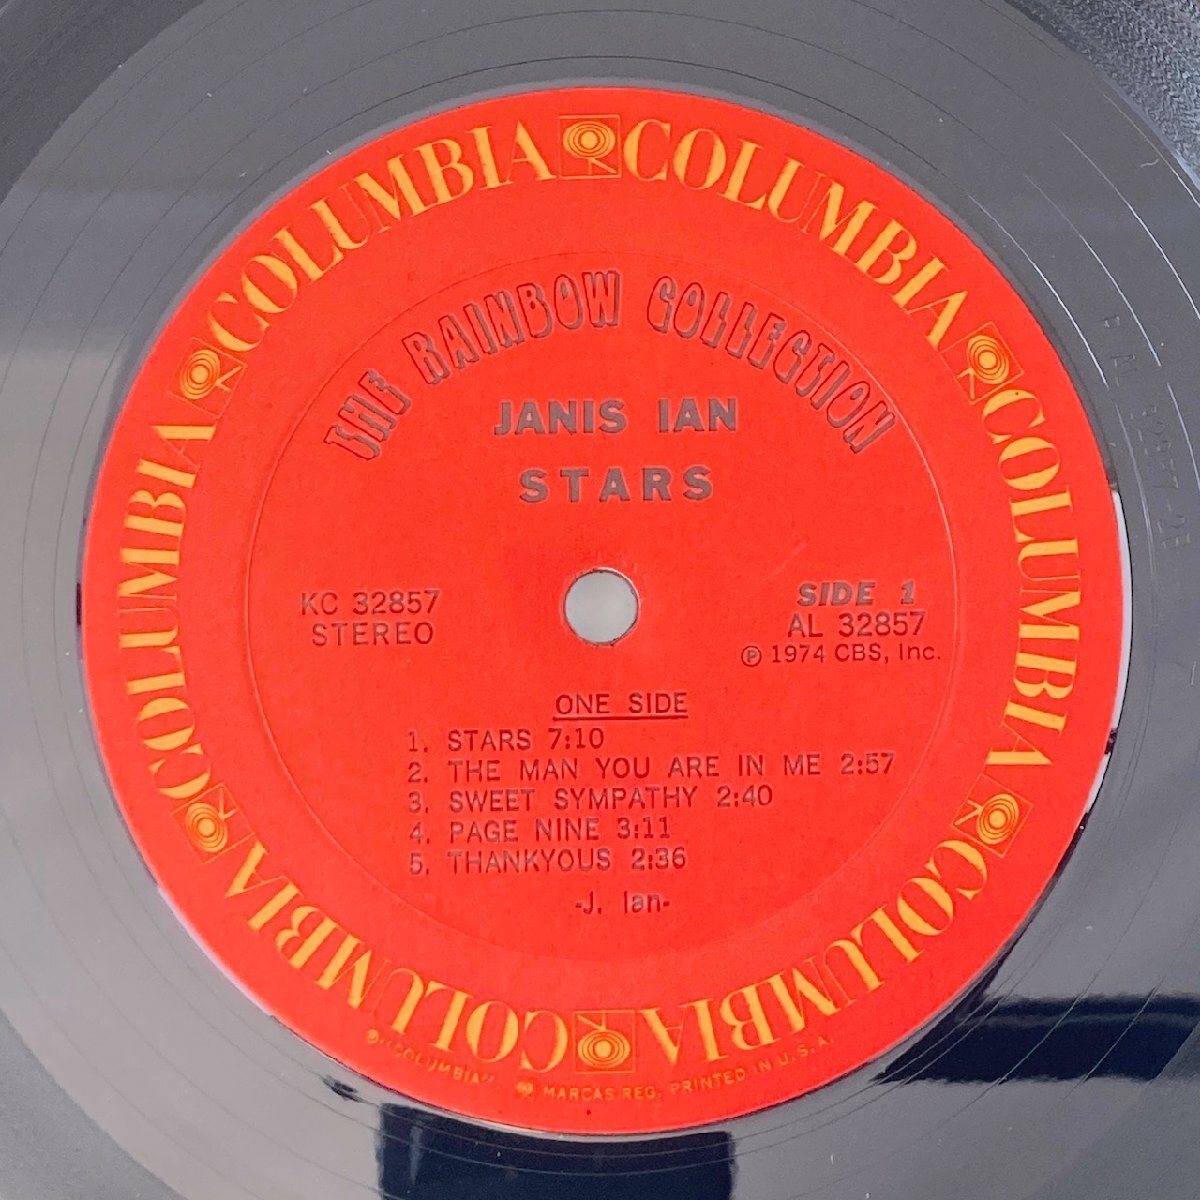 COLUMBIA COLUMBIA COLUMBIA COLUMBIA COLUMBIA COLUMBIA
THE RAINBOW COLLECTION
JANIS IAN
STARS
KC 32857
STEREO
SIDE 1
AL 32857
Ⓟ 1974 CBS, Inc.
ONE SIDE
1. STARS 7:10
2. THE MAN YOU ARE IN ME 2:57
3. SWEET SYMPATHY 2:40
4. PAGE NINE 3:11
5. THANKYOUS 2:36
-J. Ian-
"COLUMBIA" MARCAS REG. PRINTED IN U.S.A.